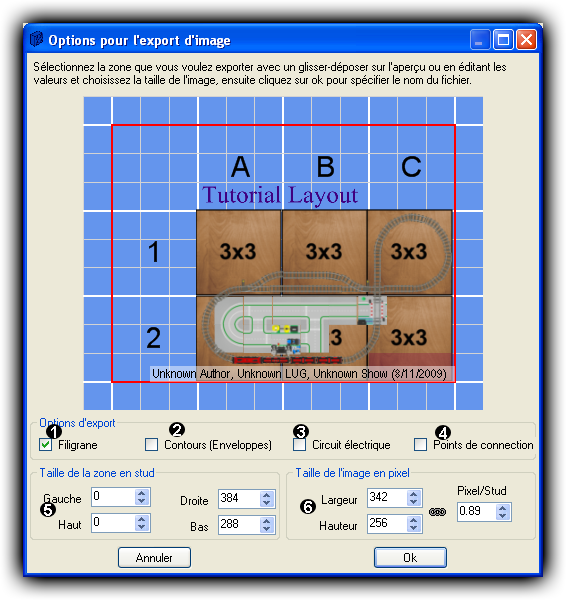 Options pour l'export d'image
Sélectionnez la zone que vous voulez exporter avec un glisser-déposer sur l'aperçu ou en éditant les
valeurs et choisissez la taille de l'image, ensuite cliquez sur ok pour spécifier le nom du fichier.
A B C
Tutorial Layout
1 3x3 3x3 3x3
2 3 3x3
Unknown Author, Unknown LUG, Unknown Show (8/11/2009)
Options d'export
1 2 3 4
Filigrane Contours (Enveloppes) Circuit électrique Points de connection
Taille de la zone en stud Taille de l'image en pixel
Gauche 0 Droite 384 Largeur 342 Pixel/Stud
5 6 0.89
Haut 0 Bas 288 Hauteur 256
Annuler Ok